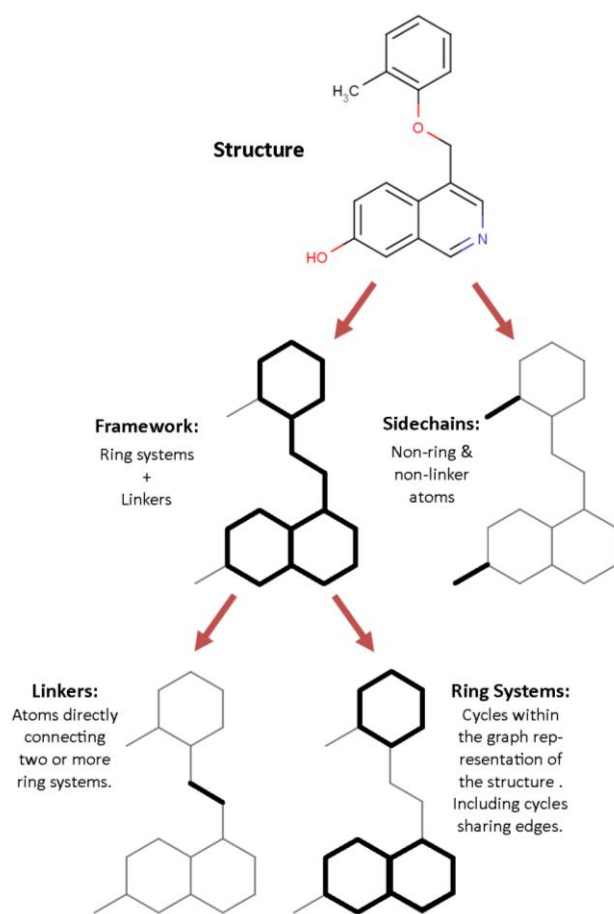 H₃C
O
Structure
N
HO
Framework:
Ring systems
+
Linkers
Sidechains:
Non-ring &
non-linker
atoms
Linkers:
Atoms directly
connecting
two or more
ring systems.
Ring Systems:
Cycles within
the graph rep-
resentation of
the structure .
Including cycles
sharing edges.